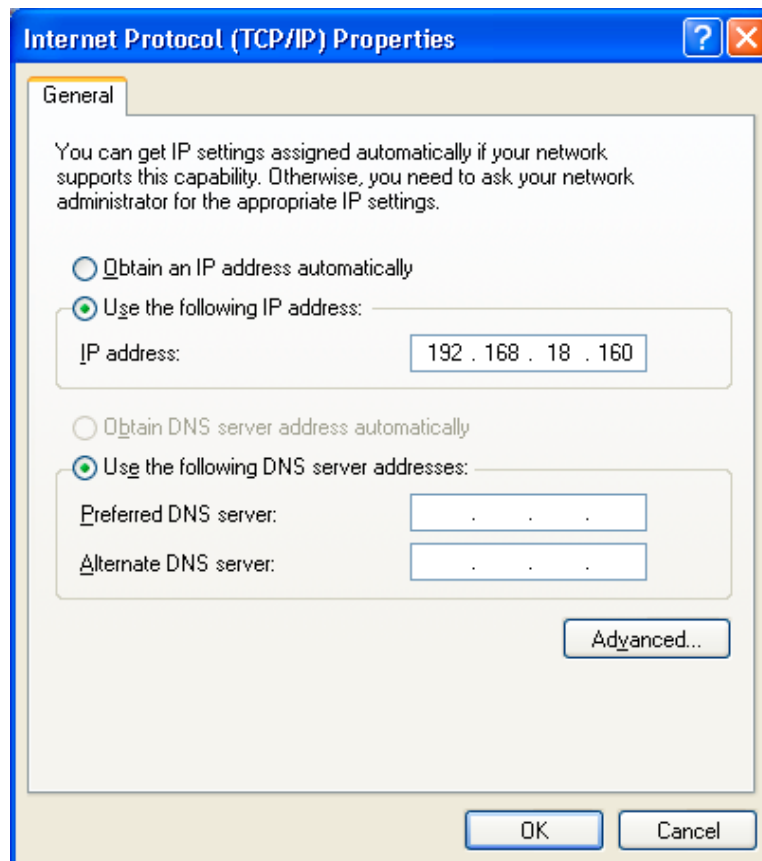 Internet Protocol (TCP/IP) Properties
General
You can get IP settings assigned automatically if your network
supports this capability. Otherwise, you need to ask your network
administrator for the appropriate IP settings.
Obtain an IP address automatically
Use the following IP address:
IP address: 192 . 168 . 18 . 160
Obtain DNS server address automatically
Use the following DNS server addresses:
Preferred DNS server: . . .
Alternate DNS server: . . .
Advanced...
OK Cancel